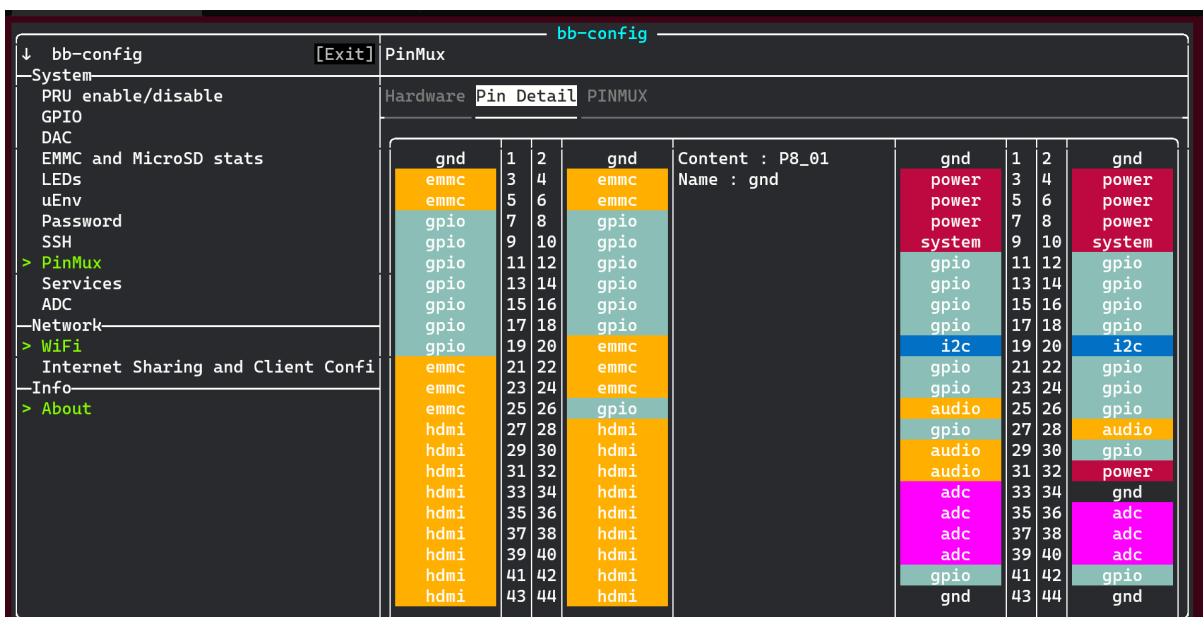 bb-config
↓ bb-config [Exit] PinMux
System
PRU enable/disable Hardware Pin Detail PINMUX
GPIO
DAC
EMMC and MicroSD stats gnd 1 2 gnd Content : P8_01 gnd 1 2 gnd
LEDs emmc 3 4 emmc Name : gnd power 3 4 power
uEnv emmc 5 6 emmc power 5 6 power
Password gpio 7 8 gpio power 7 8 power
SSH gpio 9 10 gpio system 9 10 system
> PinMux gpio 11 12 gpio gpio 11 12 gpio
Services gpio 13 14 gpio gpio 13 14 gpio
ADC gpio 15 16 gpio gpio 15 16 gpio
Network gpio 17 18 gpio gpio 17 18 gpio
> WiFi gpio 19 20 emmc i2c 19 20 i2c
Internet Sharing and Client Confi emmc 21 22 emmc gpio 21 22 gpio
Info emmc 23 24 emmc gpio 23 24 gpio
> About emmc 25 26 gpio audio 25 26 gpio
hdmi 27 28 hdmi gpio 27 28 audio
hdmi 29 30 hdmi audio 29 30 gpio
hdmi 31 32 hdmi audio 31 32 power
hdmi 33 34 hdmi adc 33 34 gnd
hdmi 35 36 hdmi adc 35 36 adc
hdmi 37 38 hdmi adc 37 38 adc
hdmi 39 40 hdmi adc 39 40 adc
hdmi 41 42 hdmi gpio 41 42 gpio
hdmi 43 44 hdmi gnd 43 44 gnd